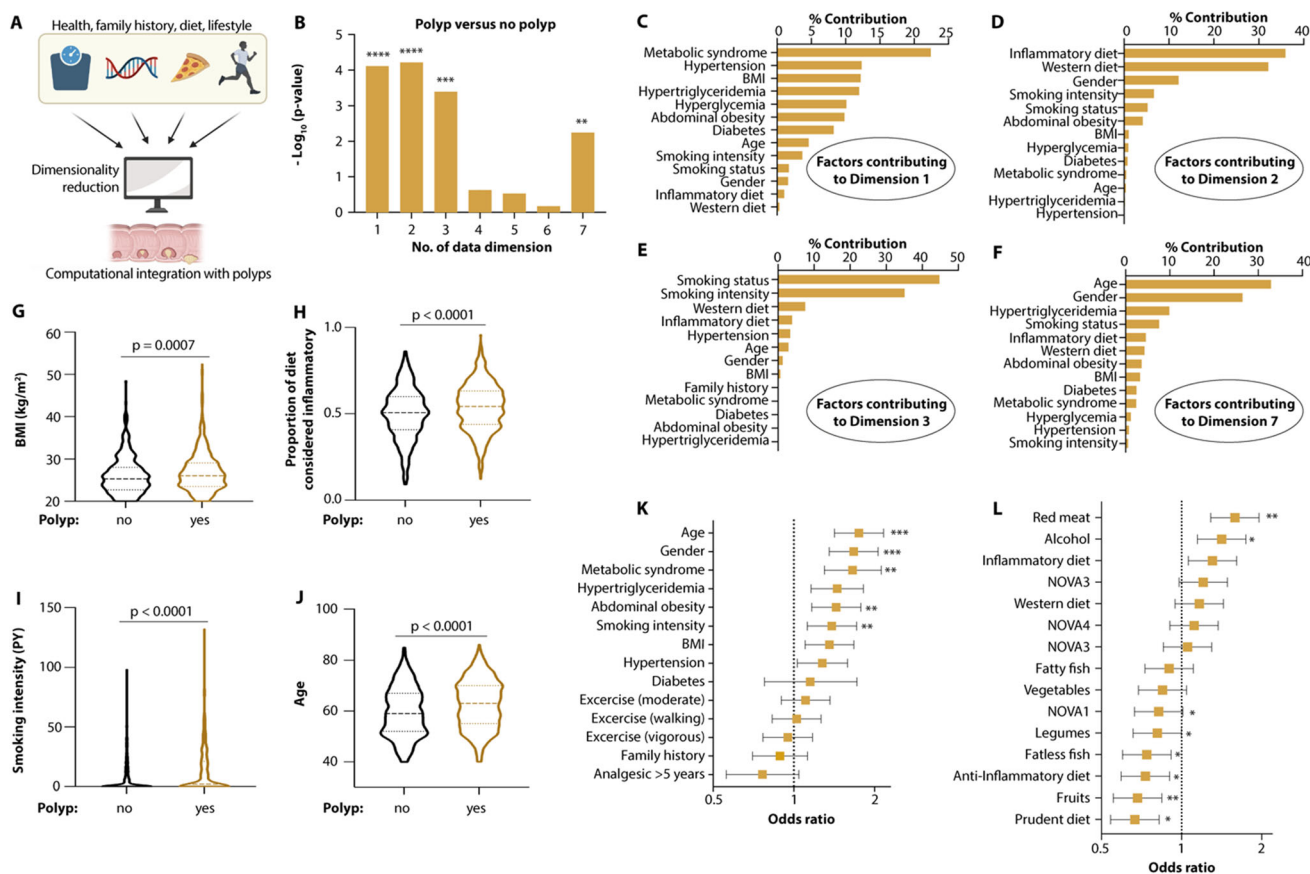 A
Health, family history, diet, lifestyle
Dimensionality
reduction
Computational integration with polyps
B
Polyp versus no polyp
- Log10 (p-value)
5
4
3
2
1
0
****
****
***
**
1 2 3 4 5 6 7
No. of data dimension
C
% Contribution
0 5 10 15 20 25
Metabolic syndrome
Hypertension
BMI
Hypertriglyceridemia
Hyperglycemia
Abdominal obesity
Diabetes
Age
Smoking intensity
Smoking status
Gender
Inflammatory diet
Western diet
Factors contributing
to Dimension 1
D
% Contribution
0 10 20 30 40
Inflammatory diet
Western diet
Gender
Smoking intensity
Smoking status
Abdominal obesity
BMI
Hyperglycemia
Diabetes
Metabolic syndrome
Age
Hypertriglyceridemia
Hypertension
Factors contributing
to Dimension 2
E
% Contribution
0 10 20 30 40 50
Smoking status
Smoking intensity
Western diet
Inflammatory diet
Hypertension
Age
Gender
BMI
Family history
Metabolic syndrome
Diabetes
Abdominal obesity
Hypertriglyceridemia
Factors contributing
to Dimension 3
F
% Contribution
0 10 20 30 40
Age
Gender
Hypertriglyceridemia
Smoking status
Inflammatory diet
Western diet
Abdominal obesity
BMI
Diabetes
Metabolic syndrome
Hyperglycemia
Hypertension
Smoking intensity
Factors contributing
to Dimension 7
G
BMI (kg/m²)
60
50
40
26
30
20
p = 0.0007
Polyp: no yes
H
Proportion of diet
considered inflammatory
1.0
0.5
0.0
p < 0.0001
Polyp: no yes
I
Smoking intensity (PY)
150
100
50
0
p < 0.0001
Polyp: no yes
J
Age
100
80
60
40
p < 0.0001
Polyp: no yes
K
Age ***
Gender ***
Metabolic syndrome **
Hypertriglyceridemia
Abdominal obesity **
Smoking intensity **
BMI
Hypertension
Diabetes
Excercise (moderate)
Excercise (walking)
Excercise (vigorous)
Family history
Analgesic >5 years
0.5 1 2
Odds ratio
L
Red meat **
Alcohol *
Inflammatory diet
NOVA3
Western diet
NOVA4
NOVA3
Fatty fish
Vegetables
NOVA1 *
Legumes *
Fatless fish *
Anti-Inflammatory diet *
Fruits **
Prudent diet *
0.5 1 2
Odds ratio